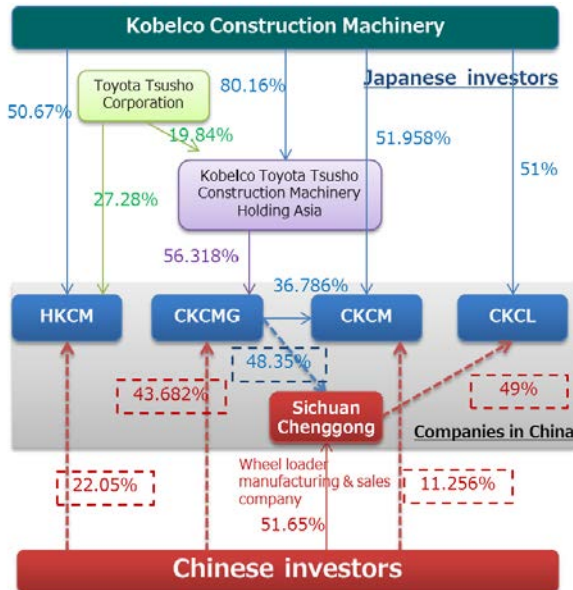 Kobelco Construction Machinery
Japanese investors
Toyota Tsusho
Corporation
50.67%
80.16%
19.84%
51.958%
51%
Kobelco Toyota Tsusho
Construction Machinery
Holding Asia
27.28%
56.318%
36.786%
HKCM
CKCMG
CKCM
CKCL
48.35%
43.682%
49%
Sichuan
Chenggong
Companies in China
Wheel loader
manufacturing & sales
company
22.05%
11.256%
51.65%
Chinese investors